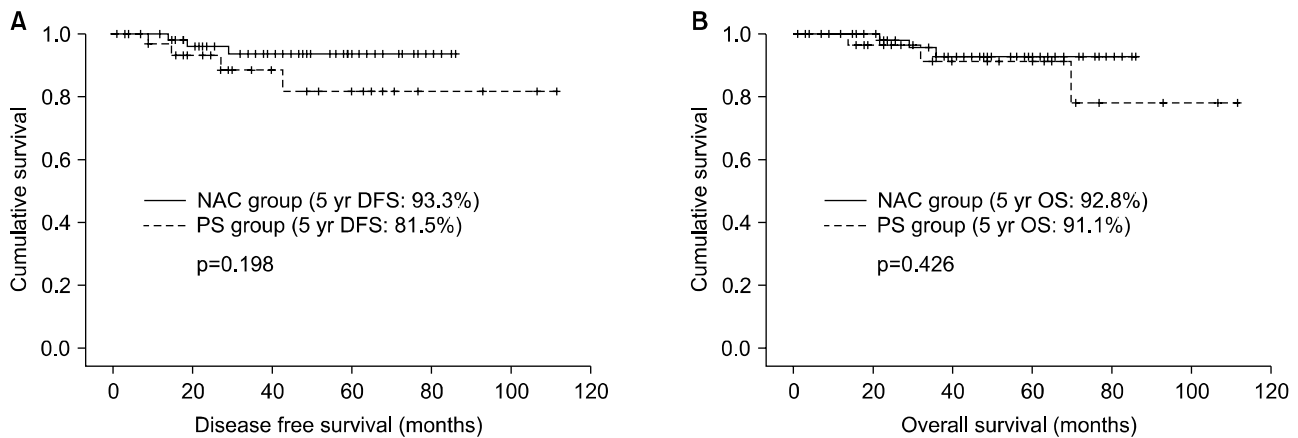 A
Cumulative survival
1.0
0.8
0.6
0.4
0.2
0.0
NAC group (5 yr DFS: 93.3%)
PS group (5 yr DFS: 81.5%)
p=0.198
0 20 40 60 80 100 120
Disease free survival (months)
B
Cumulative survival
1.0
0.8
0.6
0.4
0.2
0.0
NAC group (5 yr OS: 92.8%)
PS group (5 yr OS: 91.1%)
p=0.426
0 20 40 60 80 100 120
Overall survival (months)